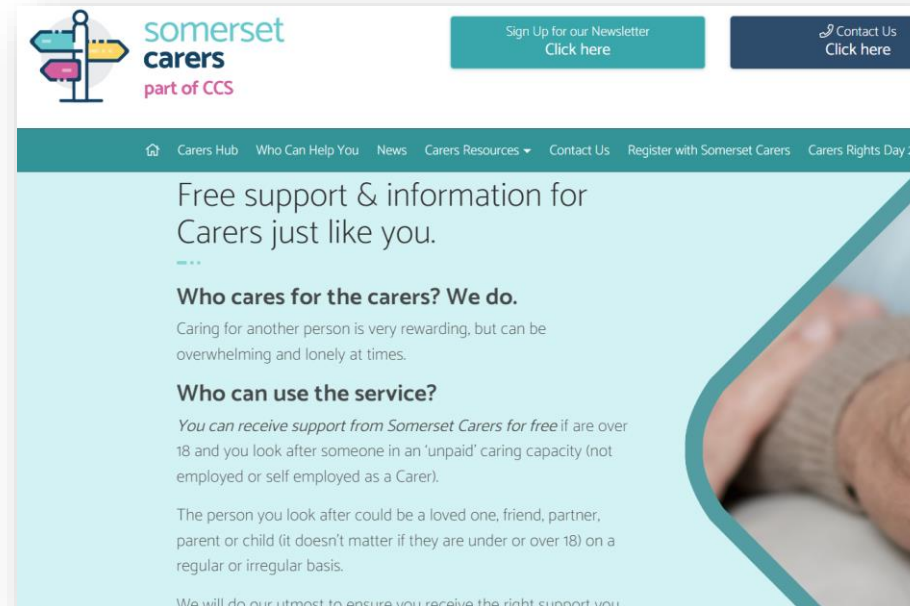 somerset
carers
part of CCS
Sign Up for our Newsletter
Click here
Contact Us
Click here
Carers Hub Who Can Help You News Carers Resources Contact Us Register with Somerset Carers Carers Rights Day
Free support & information for
Carers just like you.
Who cares for the carers? We do.
Caring for another person is very rewarding, but can be
overwhelming and lonely at times.
Who can use the service?
You can receive support from Somerset Carers for free if are over
18 and you look after someone in an 'unpaid' caring capacity (not
employed or self employed as a Carer).
The person you look after could be a loved one, friend, partner,
parent or child (it doesn't matter if they are under or over 18) on a
regular or irregular basis.
We will do our utmost to ensure you receive the right support you